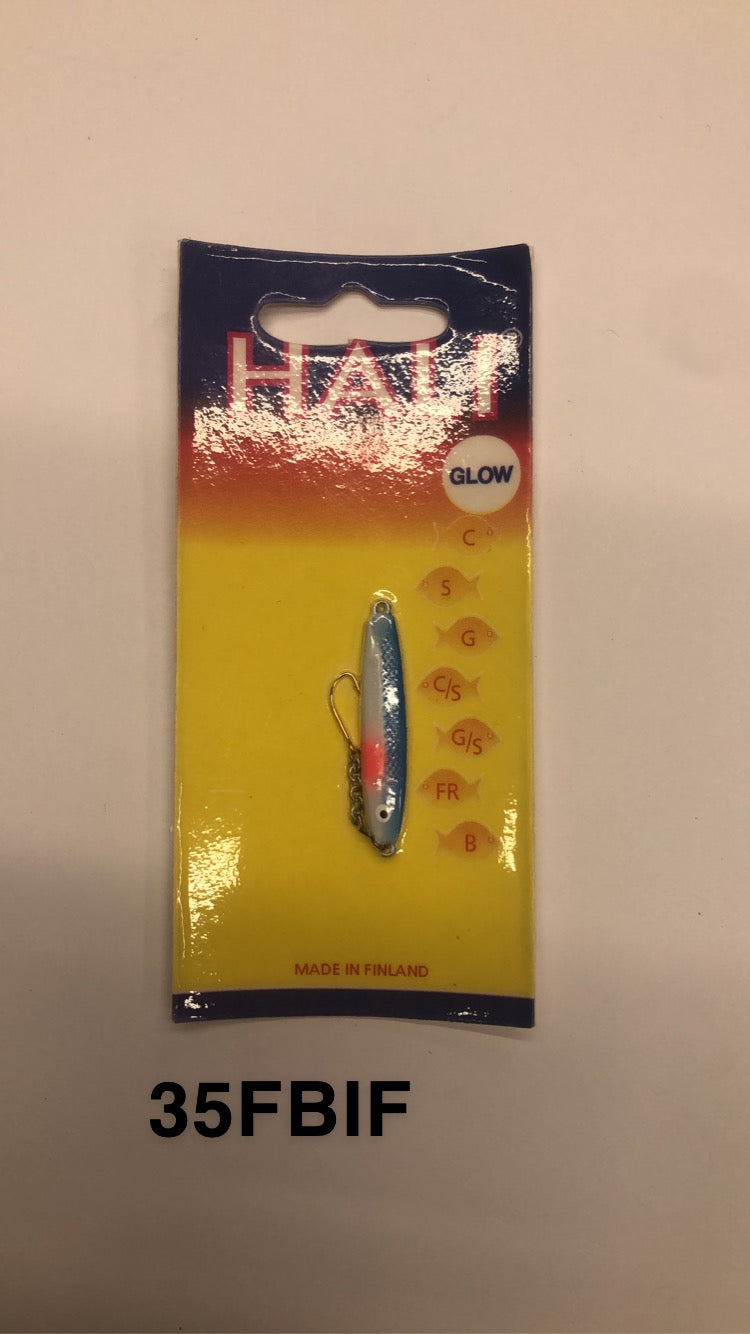 HALI®
GLOW
C
S
G
C/S
G/S
FR
B
MADE IN FINLAND
35FBIF